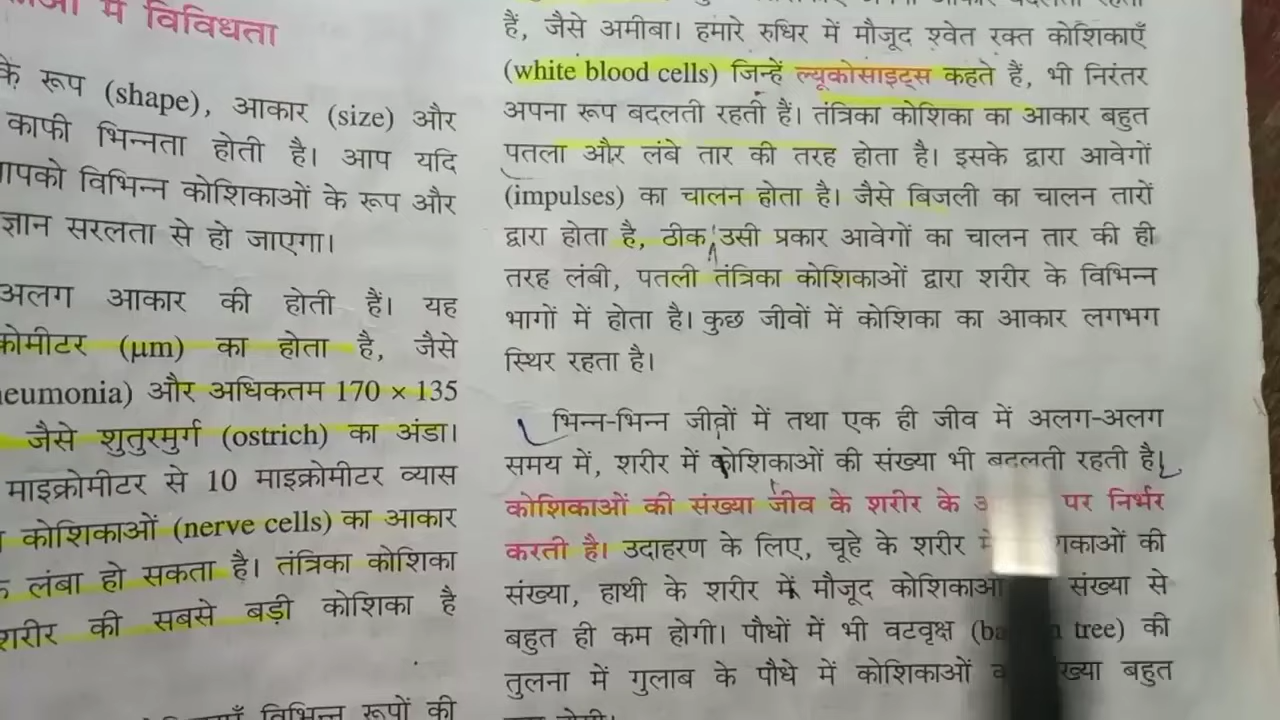 में विविधता
के रूप (shape), आकार (size) और
काफी भिन्नता होती है। आप यदि
आपको विभिन्न कोशिकाओं के रूप और
ज्ञान सरलता से हो जाएगा।
अलग आकार की होती हैं। यह
(µm) का होता है, जैसे
और अधिकतम 170 × 135
जैसे शुतुरमुर्ग (ostrich) का अंडा।
माइक्रोमीटर से 10 माइक्रोमीटर व्यास
कोशिकाओं (nerve cells) का आकार
लंबा हो सकता है। तंत्रिका कोशिका
शरीर की सबसे बड़ी कोशिका है
विभिन्न रूपों की
हैं, जैसे अमीबा। हमारे रुधिर में मौजूद श्वेत रक्त कोशिकाएँ
(white blood cells) जिन्हें ल्यूकोसाइट्स कहते हैं, भी निरंतर
अपना रूप बदलती रहती हैं। तंत्रिका कोशिका का आकार बहुत
पतला और लंबे तार की तरह होता है। इसके द्वारा आवेगों
(impulses) का चालन होता है। जैसे बिजली का चालन तारों
द्वारा होता है, ठीक उसी प्रकार आवेगों का चालन तार की ही
तरह लंबी, पतली तंत्रिका कोशिकाओं द्वारा शरीर के विभिन्न
भागों में होता है। कुछ जीवों में कोशिका का आकार लगभग
स्थिर रहता है।
भिन्न-भिन्न जीवों में तथा एक ही जीव में अलग-अलग
समय में, शरीर में कोशिकाओं की संख्या भी बदलती रहती है।
कोशिकाओं की संख्या जीव के शरीर के पर निर्भर
करती है। उदाहरण के लिए, चूहे के शरीर में की
संख्या, हाथी के शरीर में मौजूद संख्या से
बहुत ही कम होगी। पौधों में भी वटवृक्ष tree) की
तुलना में गुलाब के पौधे में कोशिकाओं बहुत